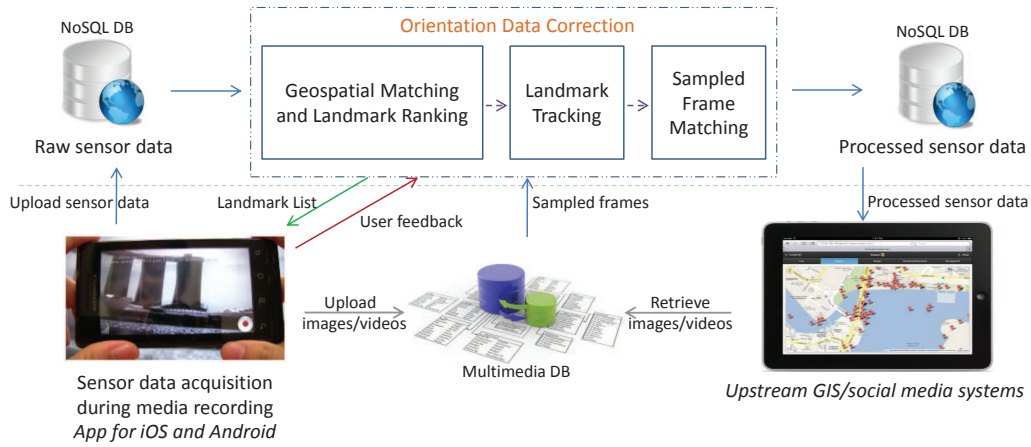 NoSQL DB
Orientation Data Correction
NoSQL DB
Geospatial Matching
and Landmark Ranking
Landmark
Tracking
Sampled
Frame
Matching
Raw sensor data
Processed sensor data
Upload sensor data
Landmark List
User feedback
Sampled frames
Processed sensor data
Upload
images/videos
Retrieve
images/videos
Multimedia DB
Sensor data acquisition
during media recording
App for iOS and Android
Upstream GIS/social media systems